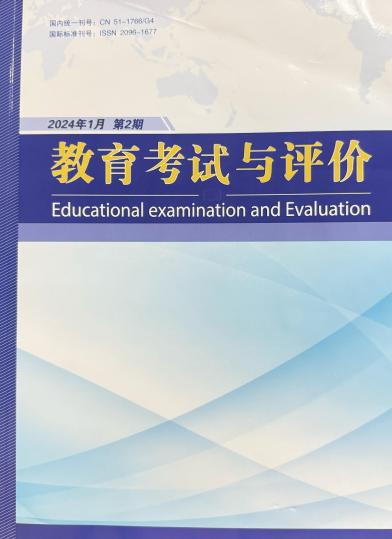 国内统一刊号：CN 51-1766/G4
国际标准刊号：ISSN 2096-1677
2024年1月 第2期
教育考试与评价
Educational examination and Evaluation